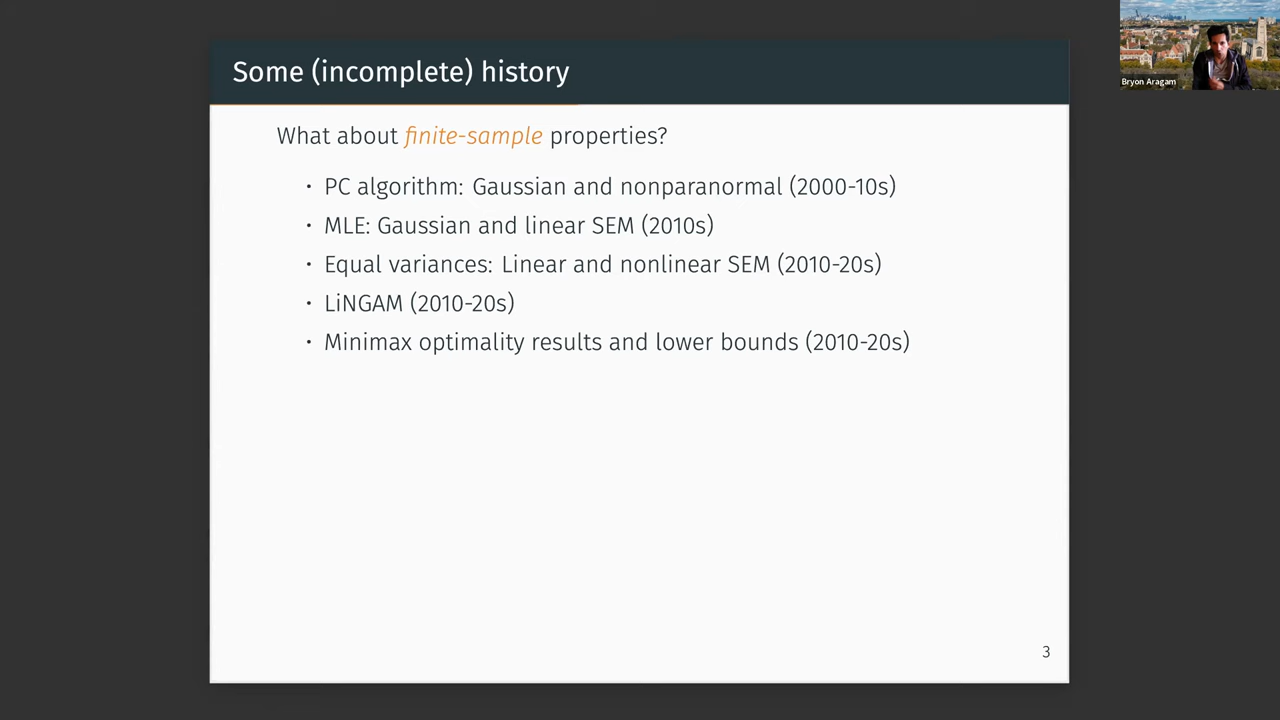 Some (incomplete) history
Bryon Aragam
What about finite-sample properties?
• PC algorithm: Gaussian and nonparanormal (2000-10s)
• MLE: Gaussian and linear SEM (2010s)
• Equal variances: Linear and nonlinear SEM (2010-20s)
• LiNGAM (2010-20s)
• Minimax optimality results and lower bounds (2010-20s)
3